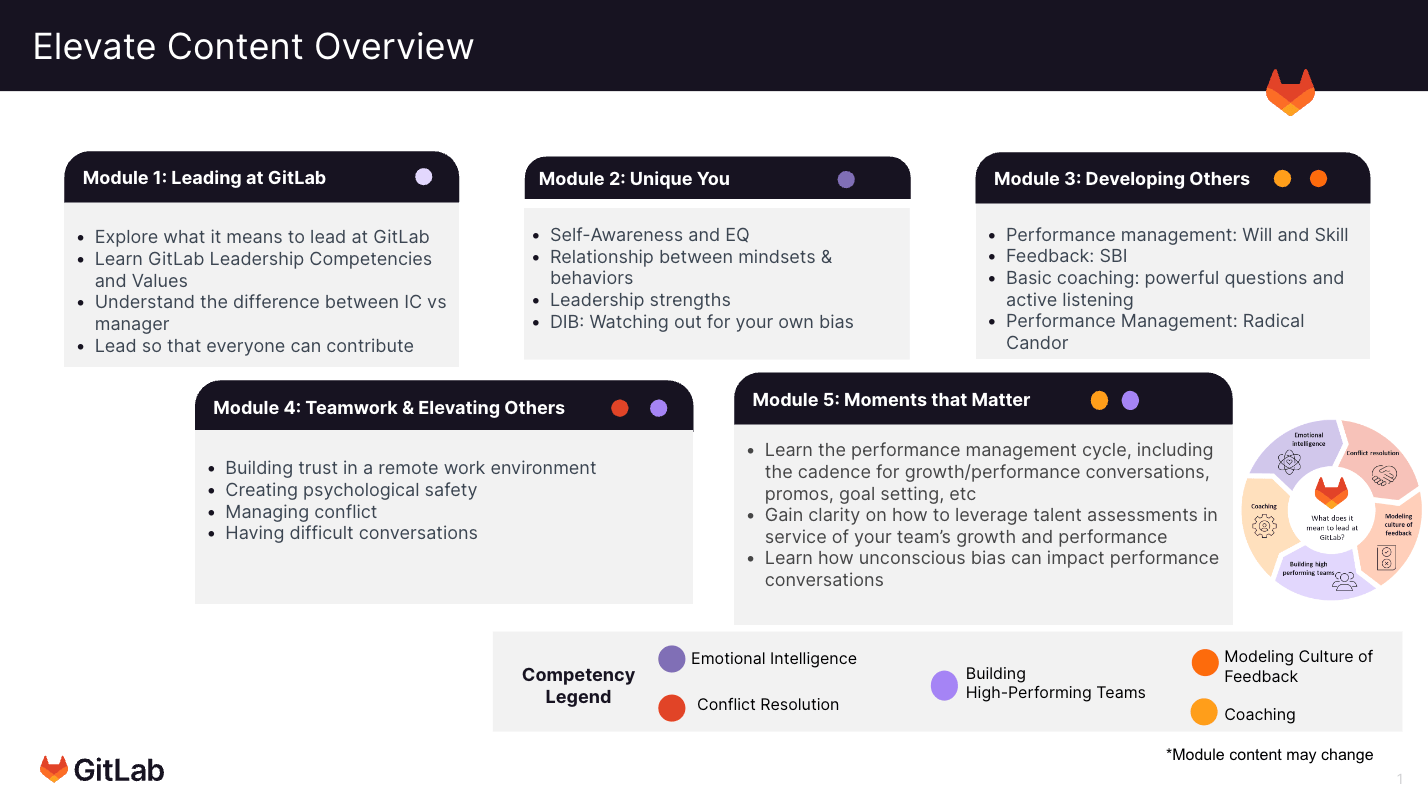 Elevate Content Overview
Module 1: Leading at GitLab
Explore what it means to lead at GitLab
Learn GitLab Leadership Competencies
and Values
Understand the difference between IC vs
manager
Lead so that everyone can contribute
Module 2: Unique You
Self-Awareness and EQ
Relationship between mindsets &
behaviors
Leadership strengths
DIB: Watching out for your own bias
Module 3: Developing Others
Performance management: Will and Skill
Feedback: SBI
Basic coaching: powerful questions and
active listening
Performance Management: Radical
Candor
Module 4: Teamwork & Elevating Others
Building trust in a remote work environment
Creating psychological safety
Managing conflict
Having difficult conversations
Module 5: Moments that Matter
Learn the performance management cycle, including
the cadence for growth/performance conversations,
promos, goal setting, etc
Gain clarity on how to leverage talent assessments in
service of your team’s growth and performance
Learn how unconscious bias can impact performance
conversations
Emotional
intelligence
Conflict resolution
Coaching
What does it
mean to lead at
GitLab?
Modeling
culture of
feedback
Building high
performing teams
Competency
Legend
Emotional Intelligence
Conflict Resolution
Building
High-Performing Teams
Modeling Culture of
Feedback
Coaching
*Module content may change
GitLab
1